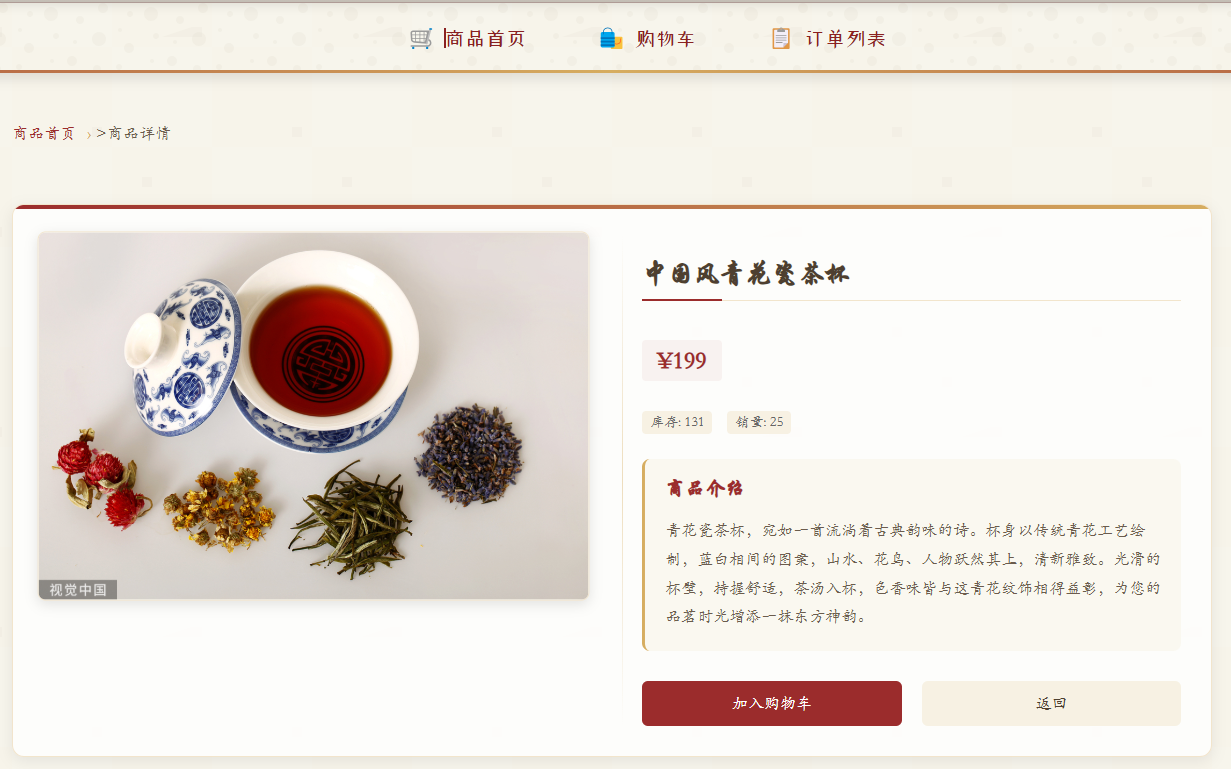 商品首页 购物车 订单列表
商品首页 › >商品详情
中国风青花瓷茶杯
¥199
库存: 131 销量: 25
商品介绍
青花瓷茶杯，宛如一首流淌着古典韵味的诗。杯身以传统青花工艺绘
制，蓝白相间的图案，山水、花鸟、人物跃然其上，清新雅致。光滑的
杯壁，持握舒适，茶汤入杯，色香味皆与这青花纹饰相得益彰，为您的
品茗时光增添一抹东方神韵。
视觉中国
加入购物车 返回